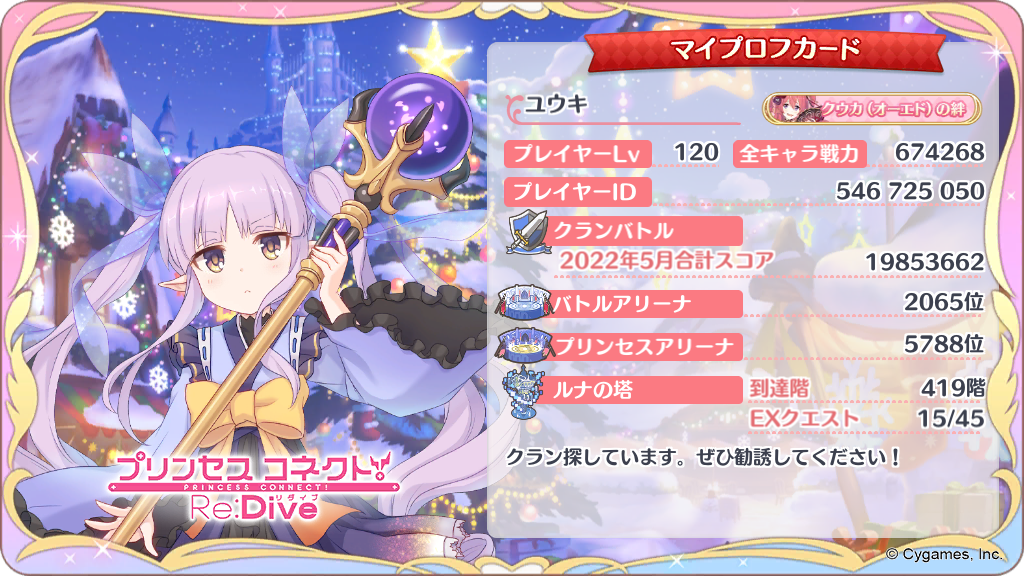 マイプロフカード
ユウキ
クウカ(オーエド)の絆
プレイヤーLv 120 全キャラ戦力 674268
プレイヤーID 546 725 050
クランバトル
2022年5月合計スコア 19853662
バトルアリーナ 2065位
プリンセスアリーナ 5788位
ルナの塔 到達階 419階
EXクエスト 15/45
クラン探しています。ぜひ勧誘してください!
プリンセスコネクト!
PRINCESS CONNECT!
Re:Dive リダイブ
© Cygames, Inc.